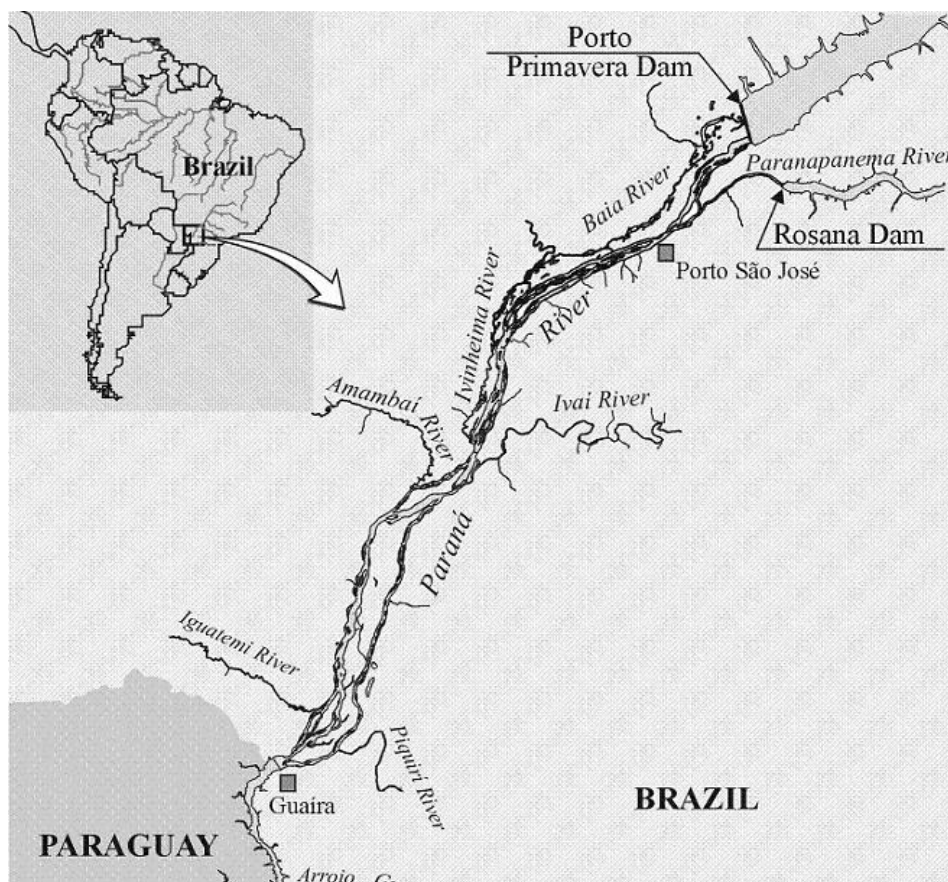 Porto
Primavera Dam
Brazil
Paranapanema River
Baia River
Rosana Dam
Porto São José
River
Ivinheima River
Amambaí River
Ivaí River
Paraná
Iguatemi River
Piquirí River
Guaíra
BRAZIL
PARAGUAY
Arroio